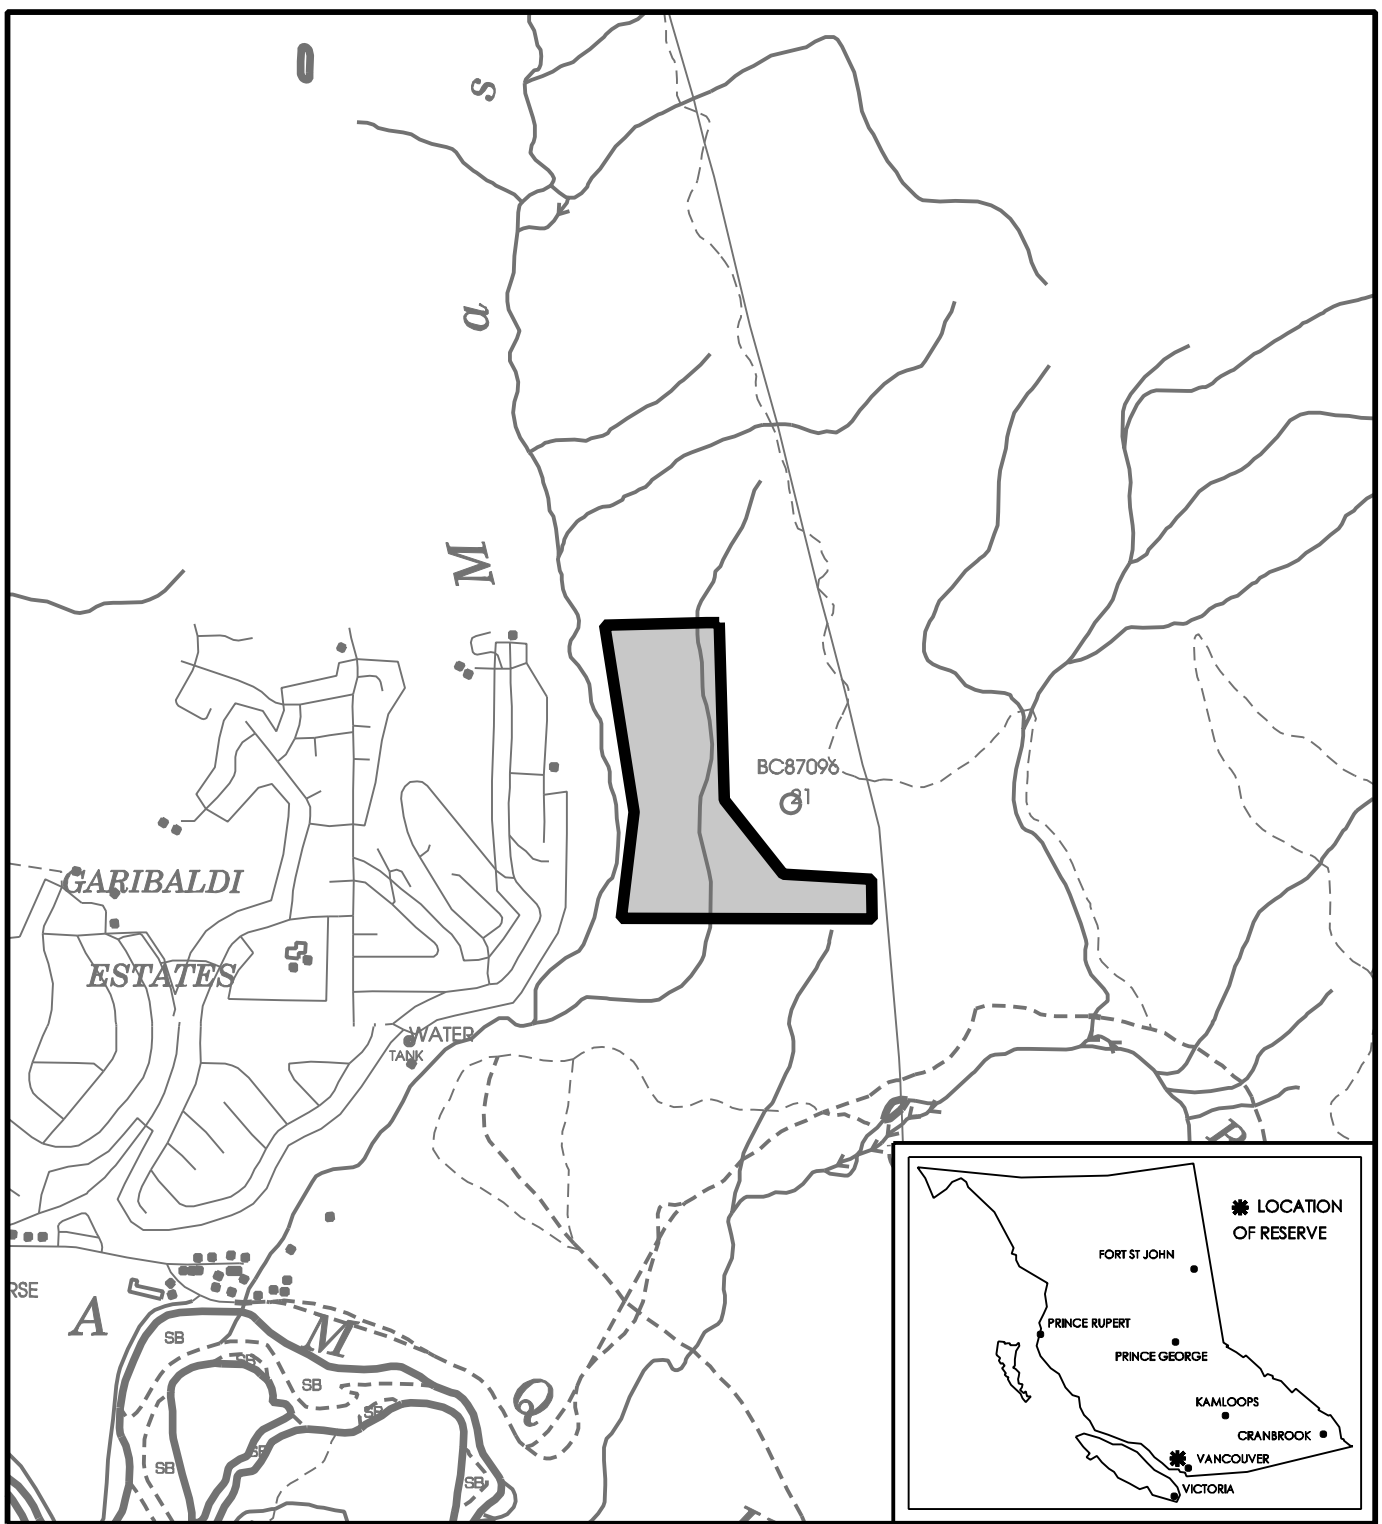 s
a
M
BC87096
21
GARIBALDI
ESTATES
WATER
TANK
RSE
A
M
Q
SB
SB
SB
SB
SB
SB
SB
LOCATION
OF RESERVE
FORT ST JOHN
PRINCE RUPERT
PRINCE GEORGE
KAMLOOPS
CRANBROOK
VANCOUVER
VICTORIA